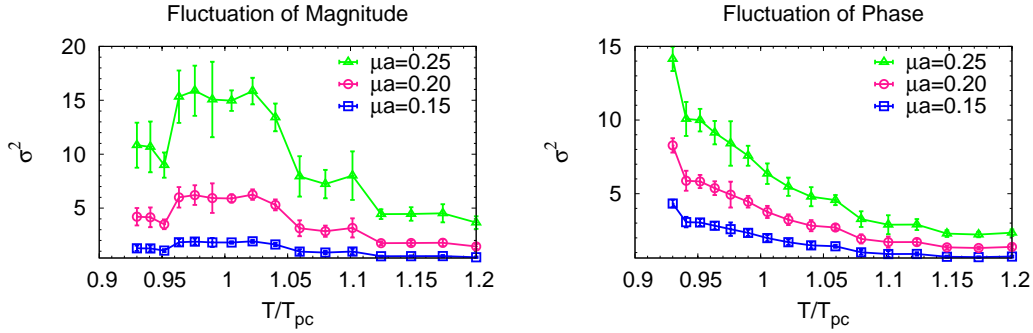 Fluctuation of Magnitude
20
15
10
5
σ²
0.9 0.95 1 1.05 1.1 1.15 1.2
T/Tpc
μa=0.25
μa=0.20
μa=0.15
Fluctuation of Phase
15
10
5
σ²
0.9 0.95 1 1.05 1.1 1.15 1.2
T/Tpc
μa=0.25
μa=0.20
μa=0.15